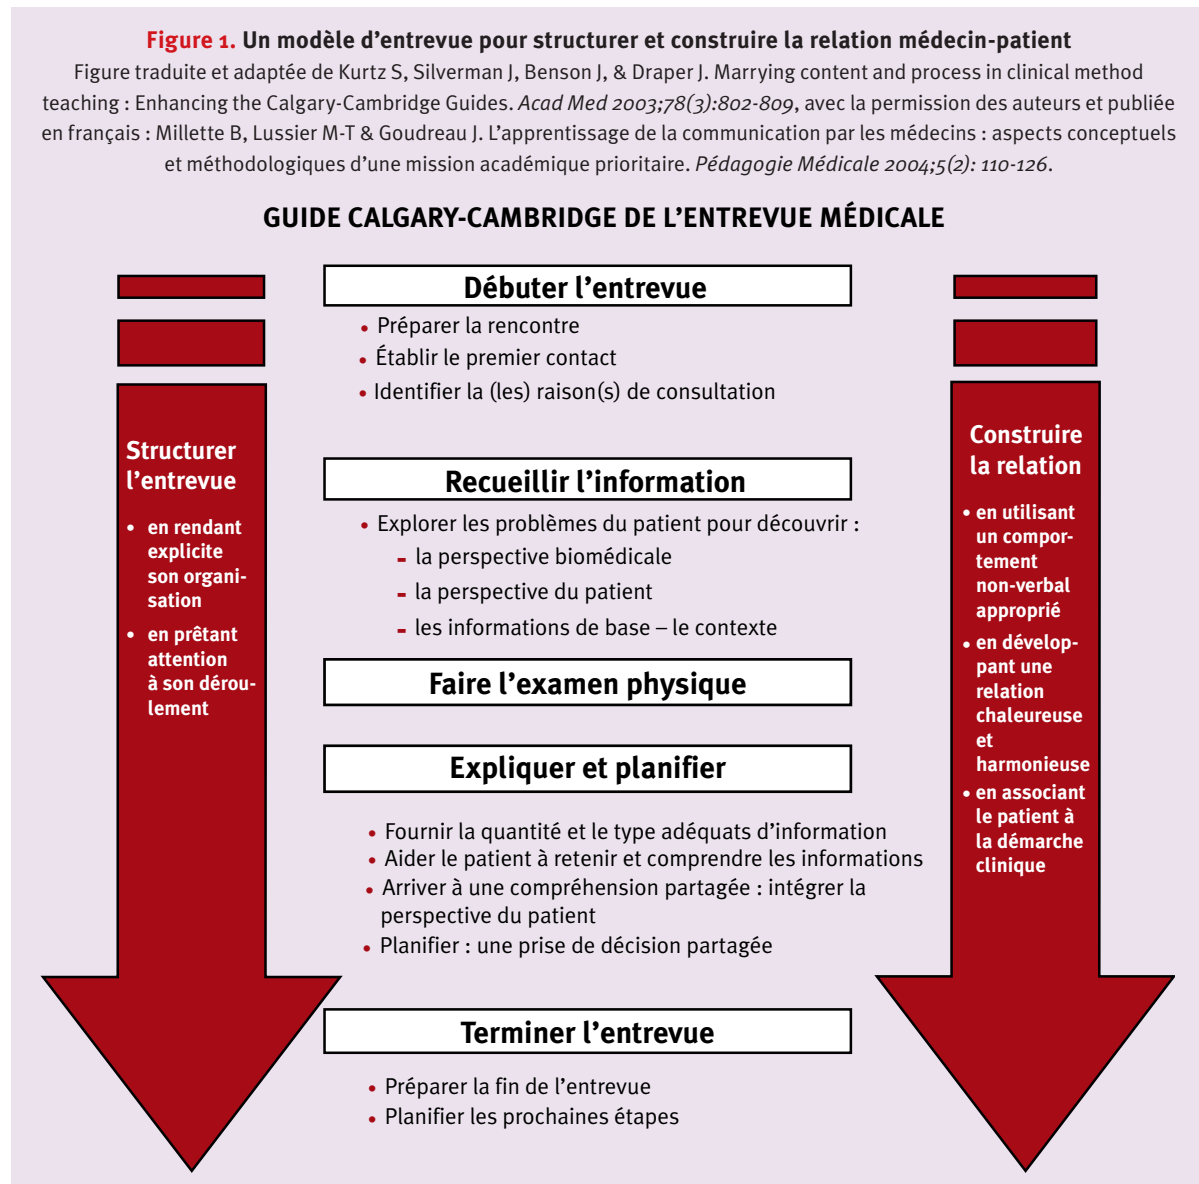 Figure 1. Un modèle d’entrevue pour structurer et construire la relation médecin-patient
Figure traduite et adaptée de Kurtz S, Silverman J, Benson J, & Draper J. Marrying content and process in clinical method
teaching : Enhancing the Calgary-Cambridge Guides. Acad Med 2003;78(3):802-809, avec la permission des auteurs et publiée
en français : Millette B, Lussier M-T & Goudreau J. L’apprentissage de la communication par les médecins : aspects conceptuels
et méthodologiques d’une mission académique prioritaire. Pédagogie Médicale 2004;5(2): 110-126.
GUIDE CALGARY-CAMBRIDGE DE L’ENTREVUE MÉDICALE
Débuter l’entrevue
• Préparer la rencontre
• Établir le premier contact
• Identifier la (les) raison(s) de consultation
Structurer
l’entrevue
• en rendant
explicite
son organi-
sation
• en prêtant
attention
à son dérou-
lement
Recueillir l’information
• Explorer les problèmes du patient pour découvrir :
- la perspective biomédicale
- la perspective du patient
- les informations de base – le contexte
Faire l’examen physique
Expliquer et planifier
• Fournir la quantité et le type adéquats d’information
• Aider le patient à retenir et comprendre les informations
• Arriver à une compréhension partagée : intégrer la
perspective du patient
• Planifier : une prise de décision partagée
Terminer l’entrevue
• Préparer la fin de l’entrevue
• Planifier les prochaines étapes
Construire
la relation
• en utilisant
un compor-
tement
non-verbal
approprié
• en dévelop-
pant une
relation
chaleureuse
et
harmonieuse
• en associant
le patient à
la démarche
clinique